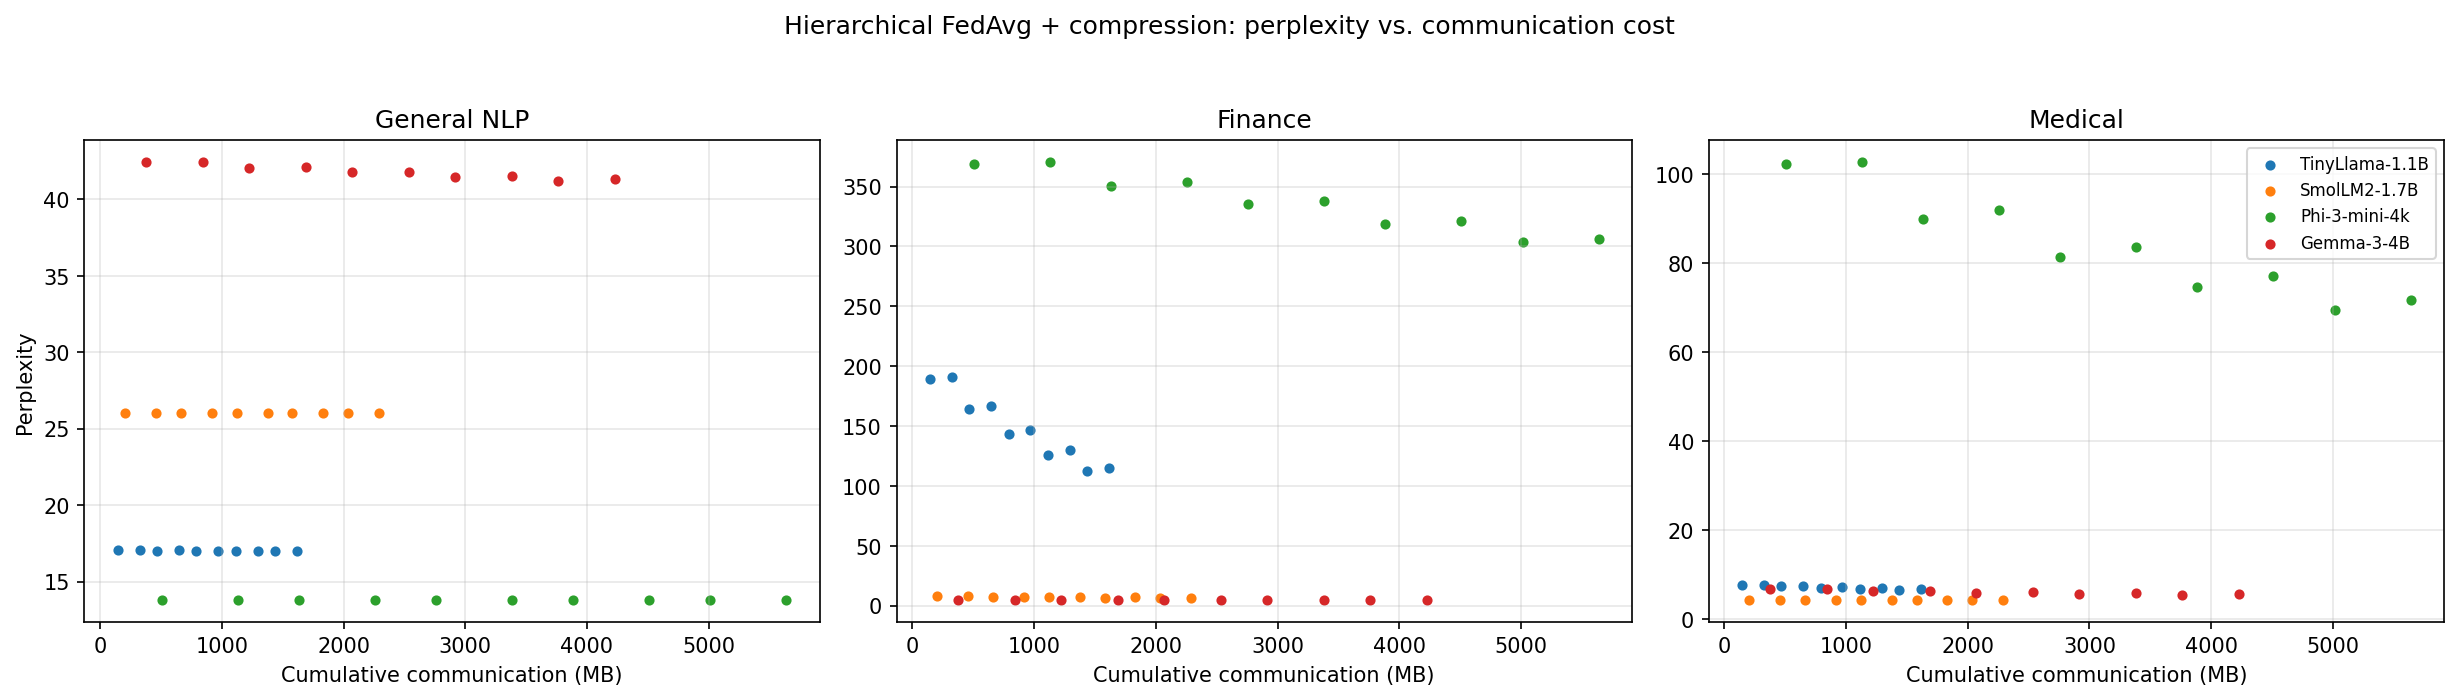 Hierarchical FedAvg + compression: perplexity vs. communication cost
General NLP
Perplexity
40
35
30
25
20
15
0 1000 2000 3000 4000 5000
Cumulative communication (MB)
Finance
350
300
250
200
150
100
50
0
0 1000 2000 3000 4000 5000
Cumulative communication (MB)
Medical
TinyLlama-1.1B
SmolLM2-1.7B
Phi-3-mini-4k
Gemma-3-4B
100
80
60
40
20
0
0 1000 2000 3000 4000 5000
Cumulative communication (MB)